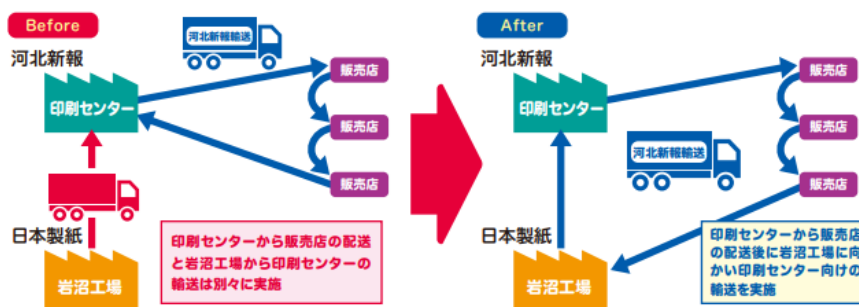 Before
河北新報
河北新報輸送
印刷センター
販売店
販売店
販売店
日本製紙
岩沼工場
印刷センターから販売店の配送
と岩沼工場から印刷センターの
輸送は別々に実施
After
河北新報
印刷センター
河北新報輸送
販売店
販売店
販売店
日本製紙
岩沼工場
印刷センターから販売店
の配送後に岩沼工場に向
かい印刷センター向けの
輸送を実施